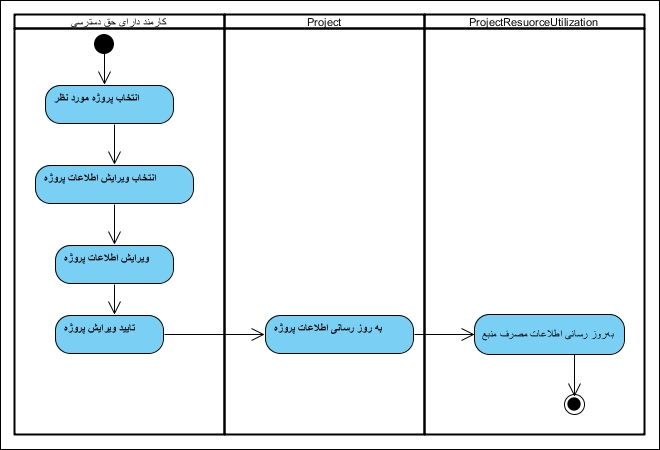 کارمند دارای حق دسترسی
Project
ProjectResuorceUtilization
انتخاب پروژه مورد نظر
انتخاب ویرایش اطلاعات پروژه
ویرایش اطلاعات پروژه
تایید ویرایش پروژه
به روز رسانی اطلاعات پروژه
به‌روز رسانی اطلاعات مصرف منبع